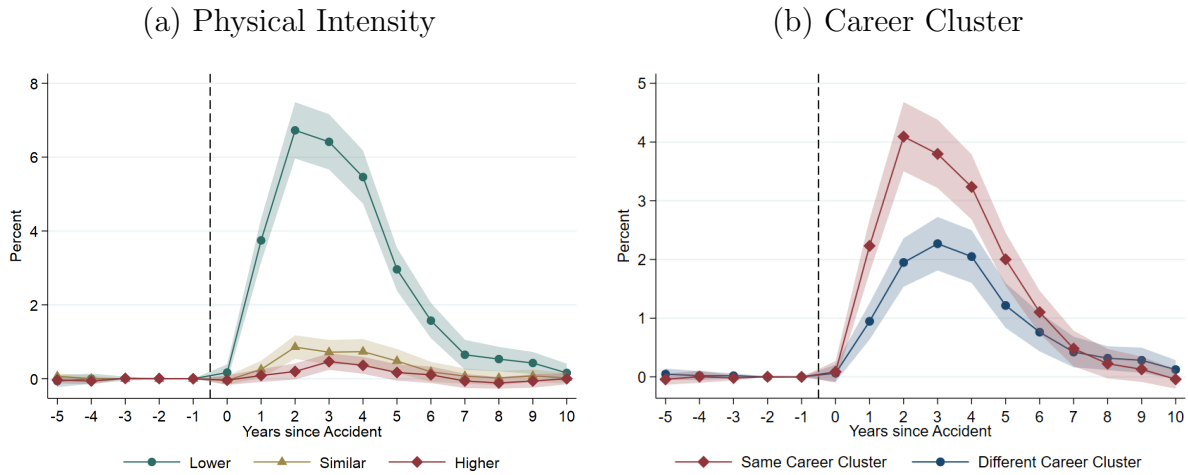 (a) Physical Intensity
8
6
4
2
0
Percent
-5 -4 -3 -2 -1 0 1 2 3 4 5 6 7 8 9 10
Years since Accident
Lower Similar Higher
(b) Career Cluster
5
4
3
2
1
0
Percent
-5 -4 -3 -2 -1 0 1 2 3 4 5 6 7 8 9 10
Years since Accident
Same Career Cluster Different Career Cluster